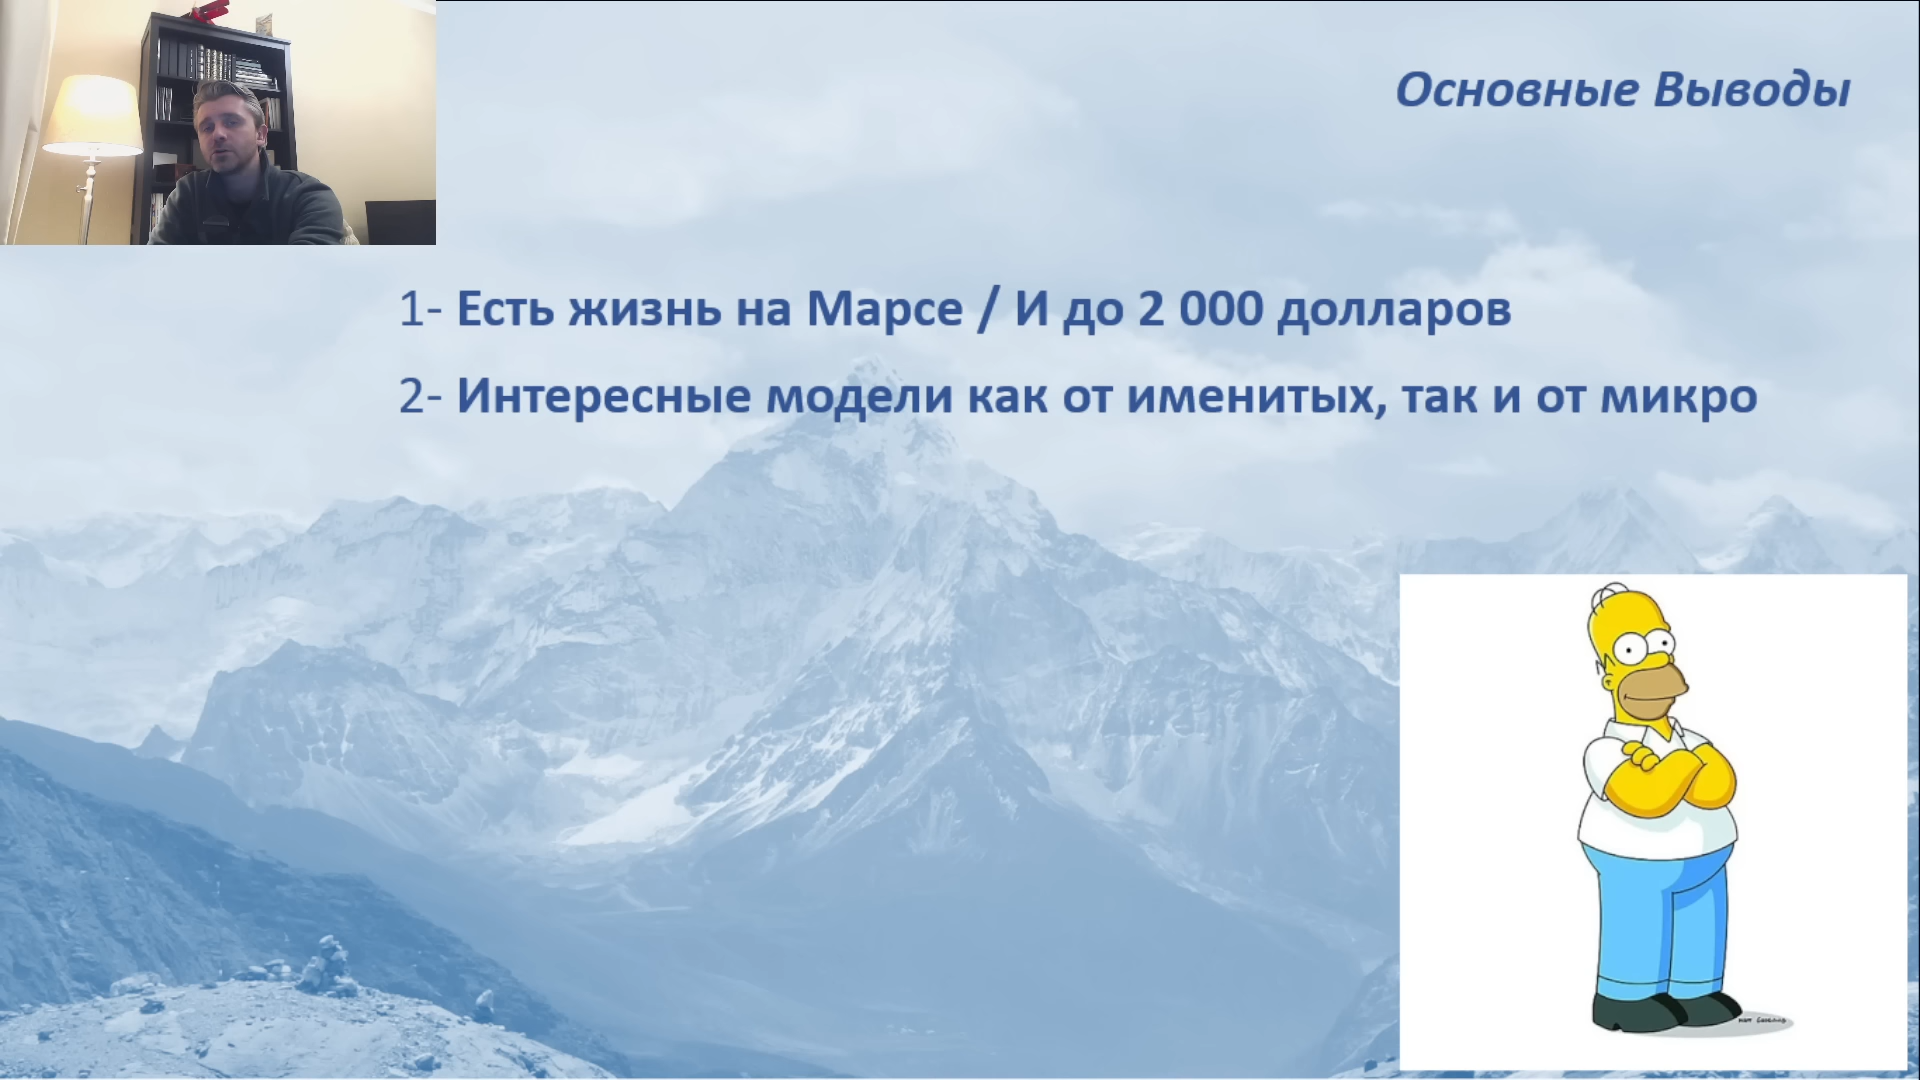 Основные Выводы
1- Есть жизнь на Марсе / И до 2 000 долларов
2- Интересные модели как от именитых, так и от микро